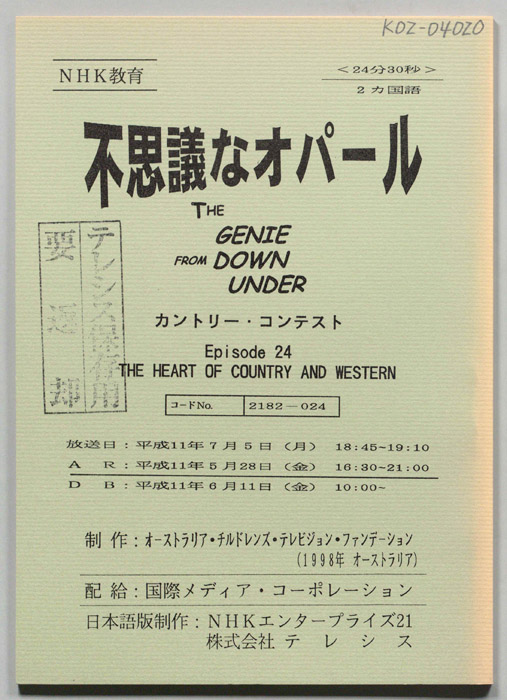 KDZ-04020
NHK教育
＜24分30秒＞
2カ国語
不思議なオパール
THE
GENIE
FROM DOWN
UNDER
テレシス保存用
要返却
カントリー・コンテスト
Episode 24
THE HEART OF COUNTRY AND WESTERN
コードNo. 2182－024
放送日：平成11年7月5日（月） 18:45~19:10
A R：平成11年5月28日（金） 16:30~21:00
D B：平成11年6月11日（金） 10:00~
制作：オーストラリア・チルドレンズ・テレビジョン・ファンデーション
(1998年 オーストラリア)
配給：国際メディア・コーポレーション
日本語版制作：NHKエンタープライズ21
株式会社テレシス